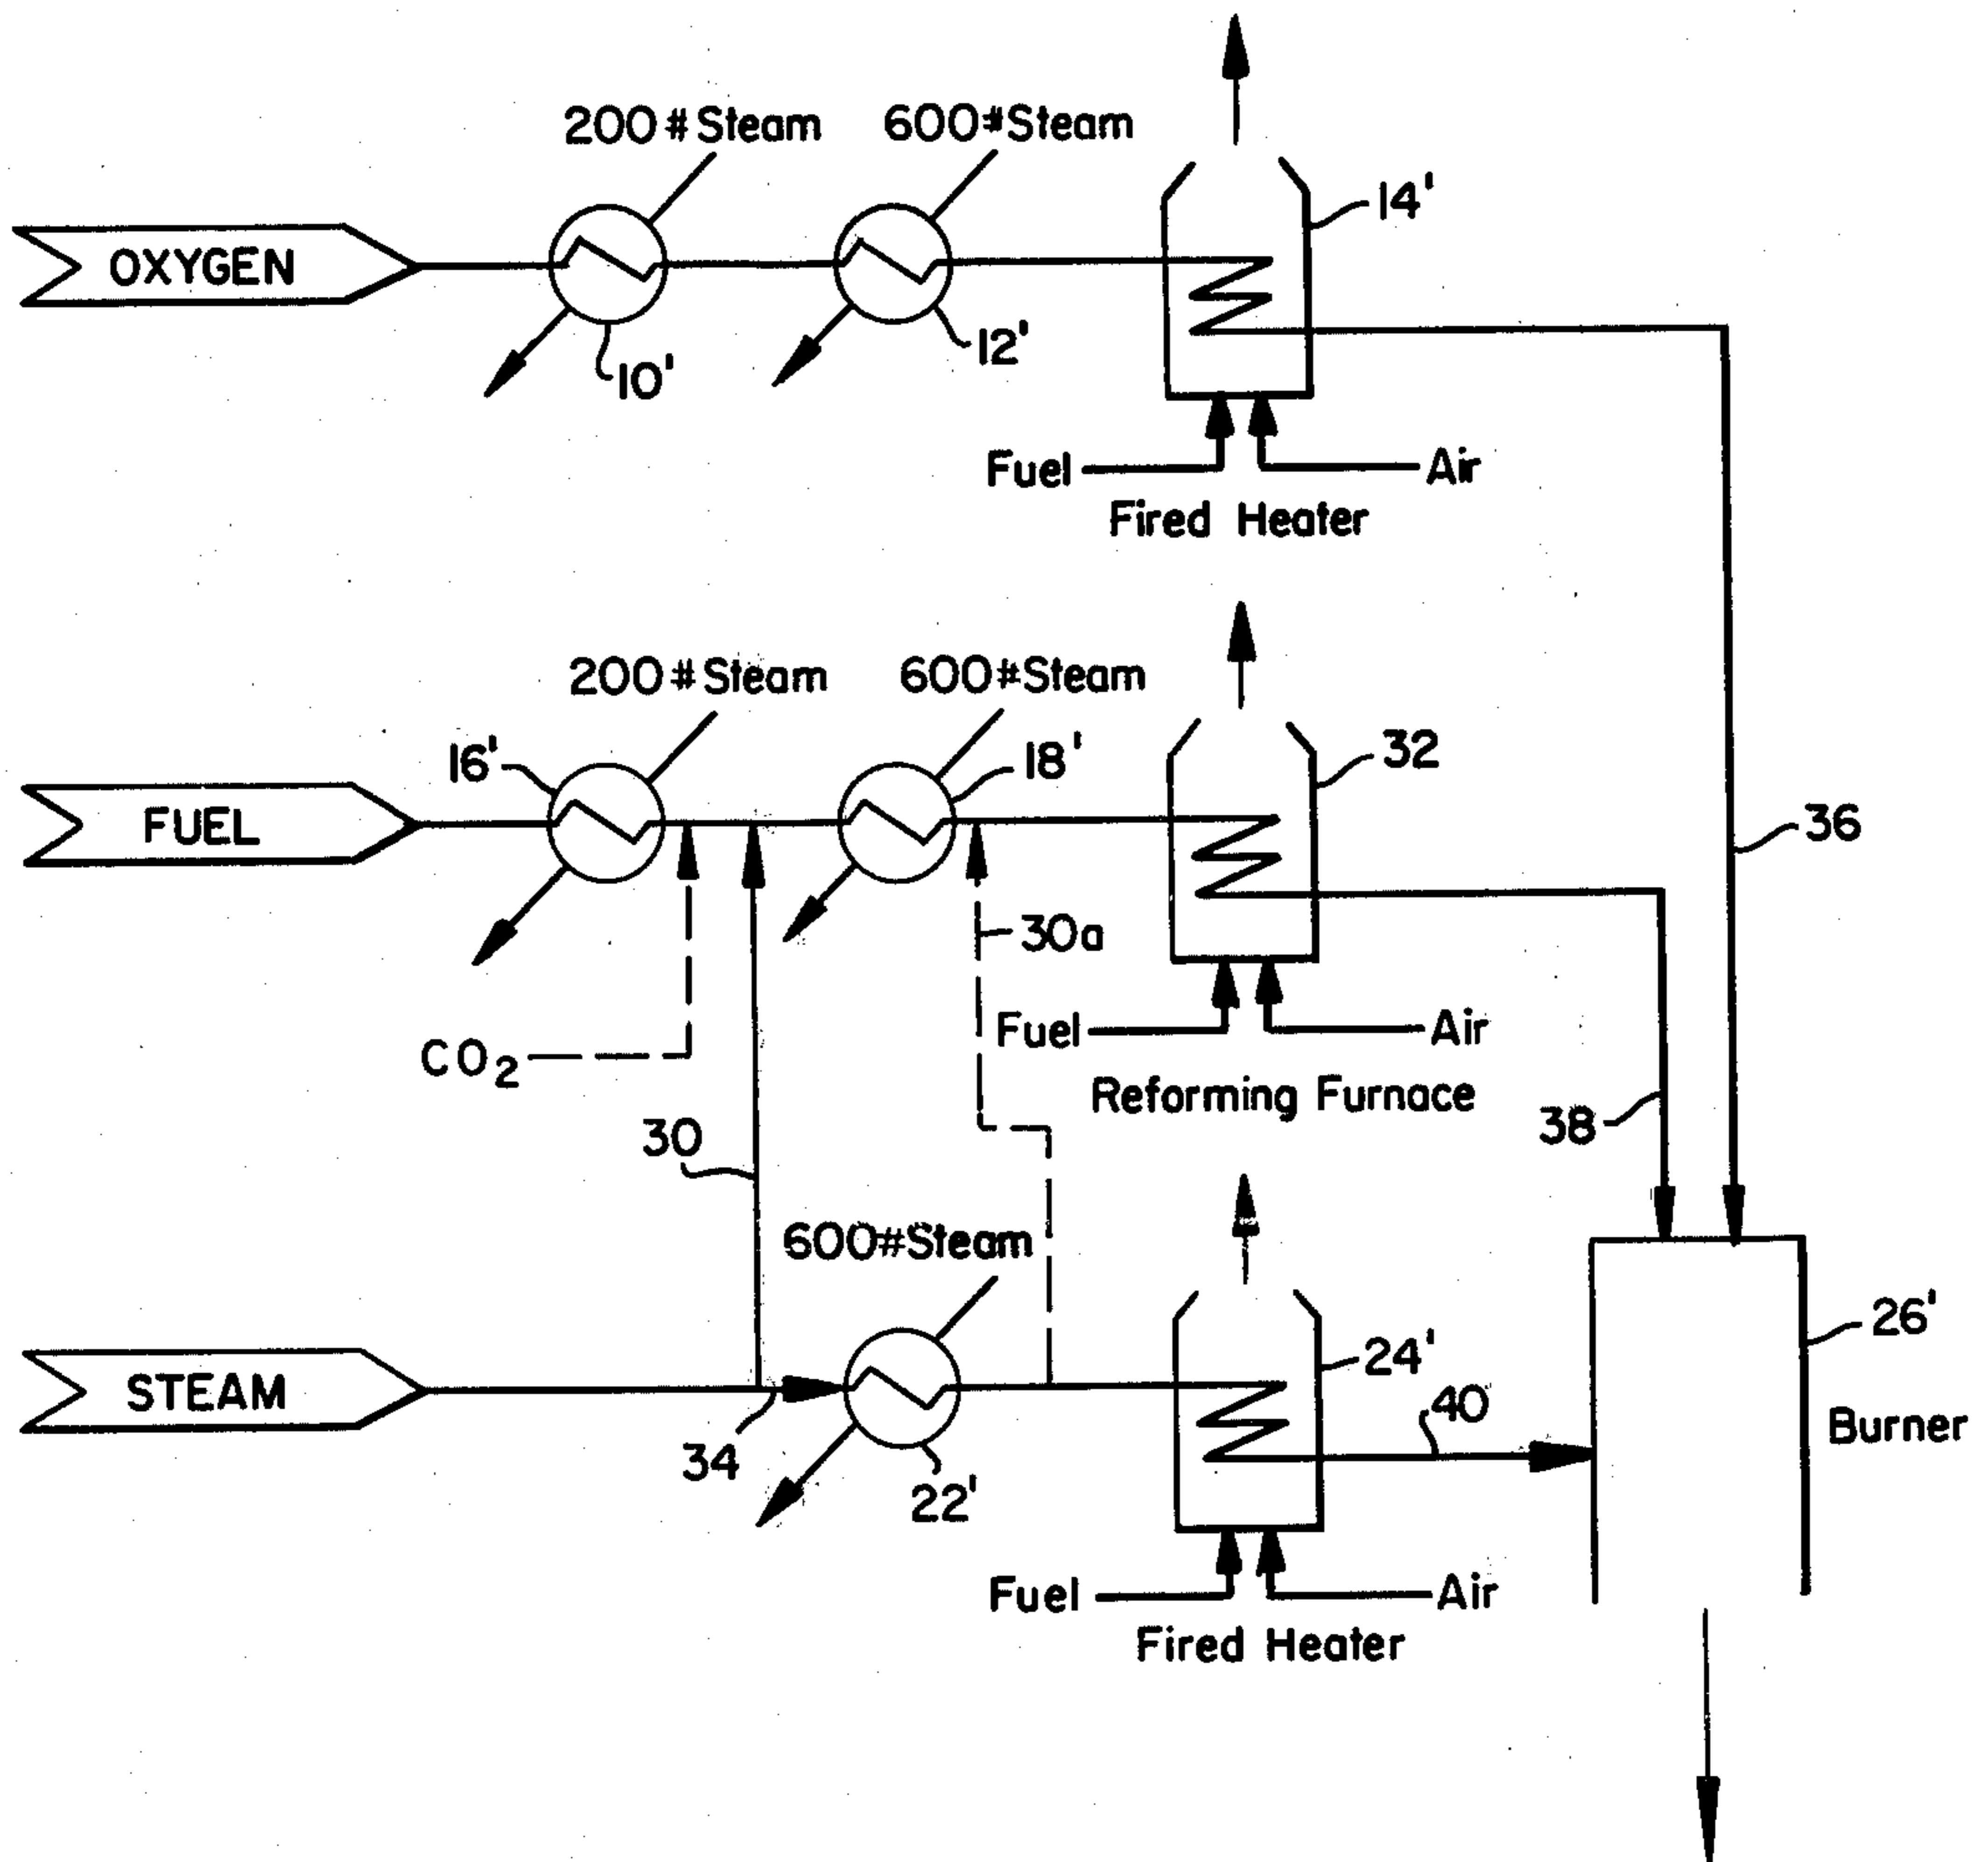 200#Steam
600#Steam
14'
OXYGEN
12'
10'
Fuel
Air
Fired Heater
200#Steam
600#Steam
16'
18'
32
FUEL
36
30a
Fuel
Air
CO2
Reforming Furnace
38
30
600#Steam
26'
24'
STEAM
40
Burner
34
22'
Fuel
Air
Fired Heater